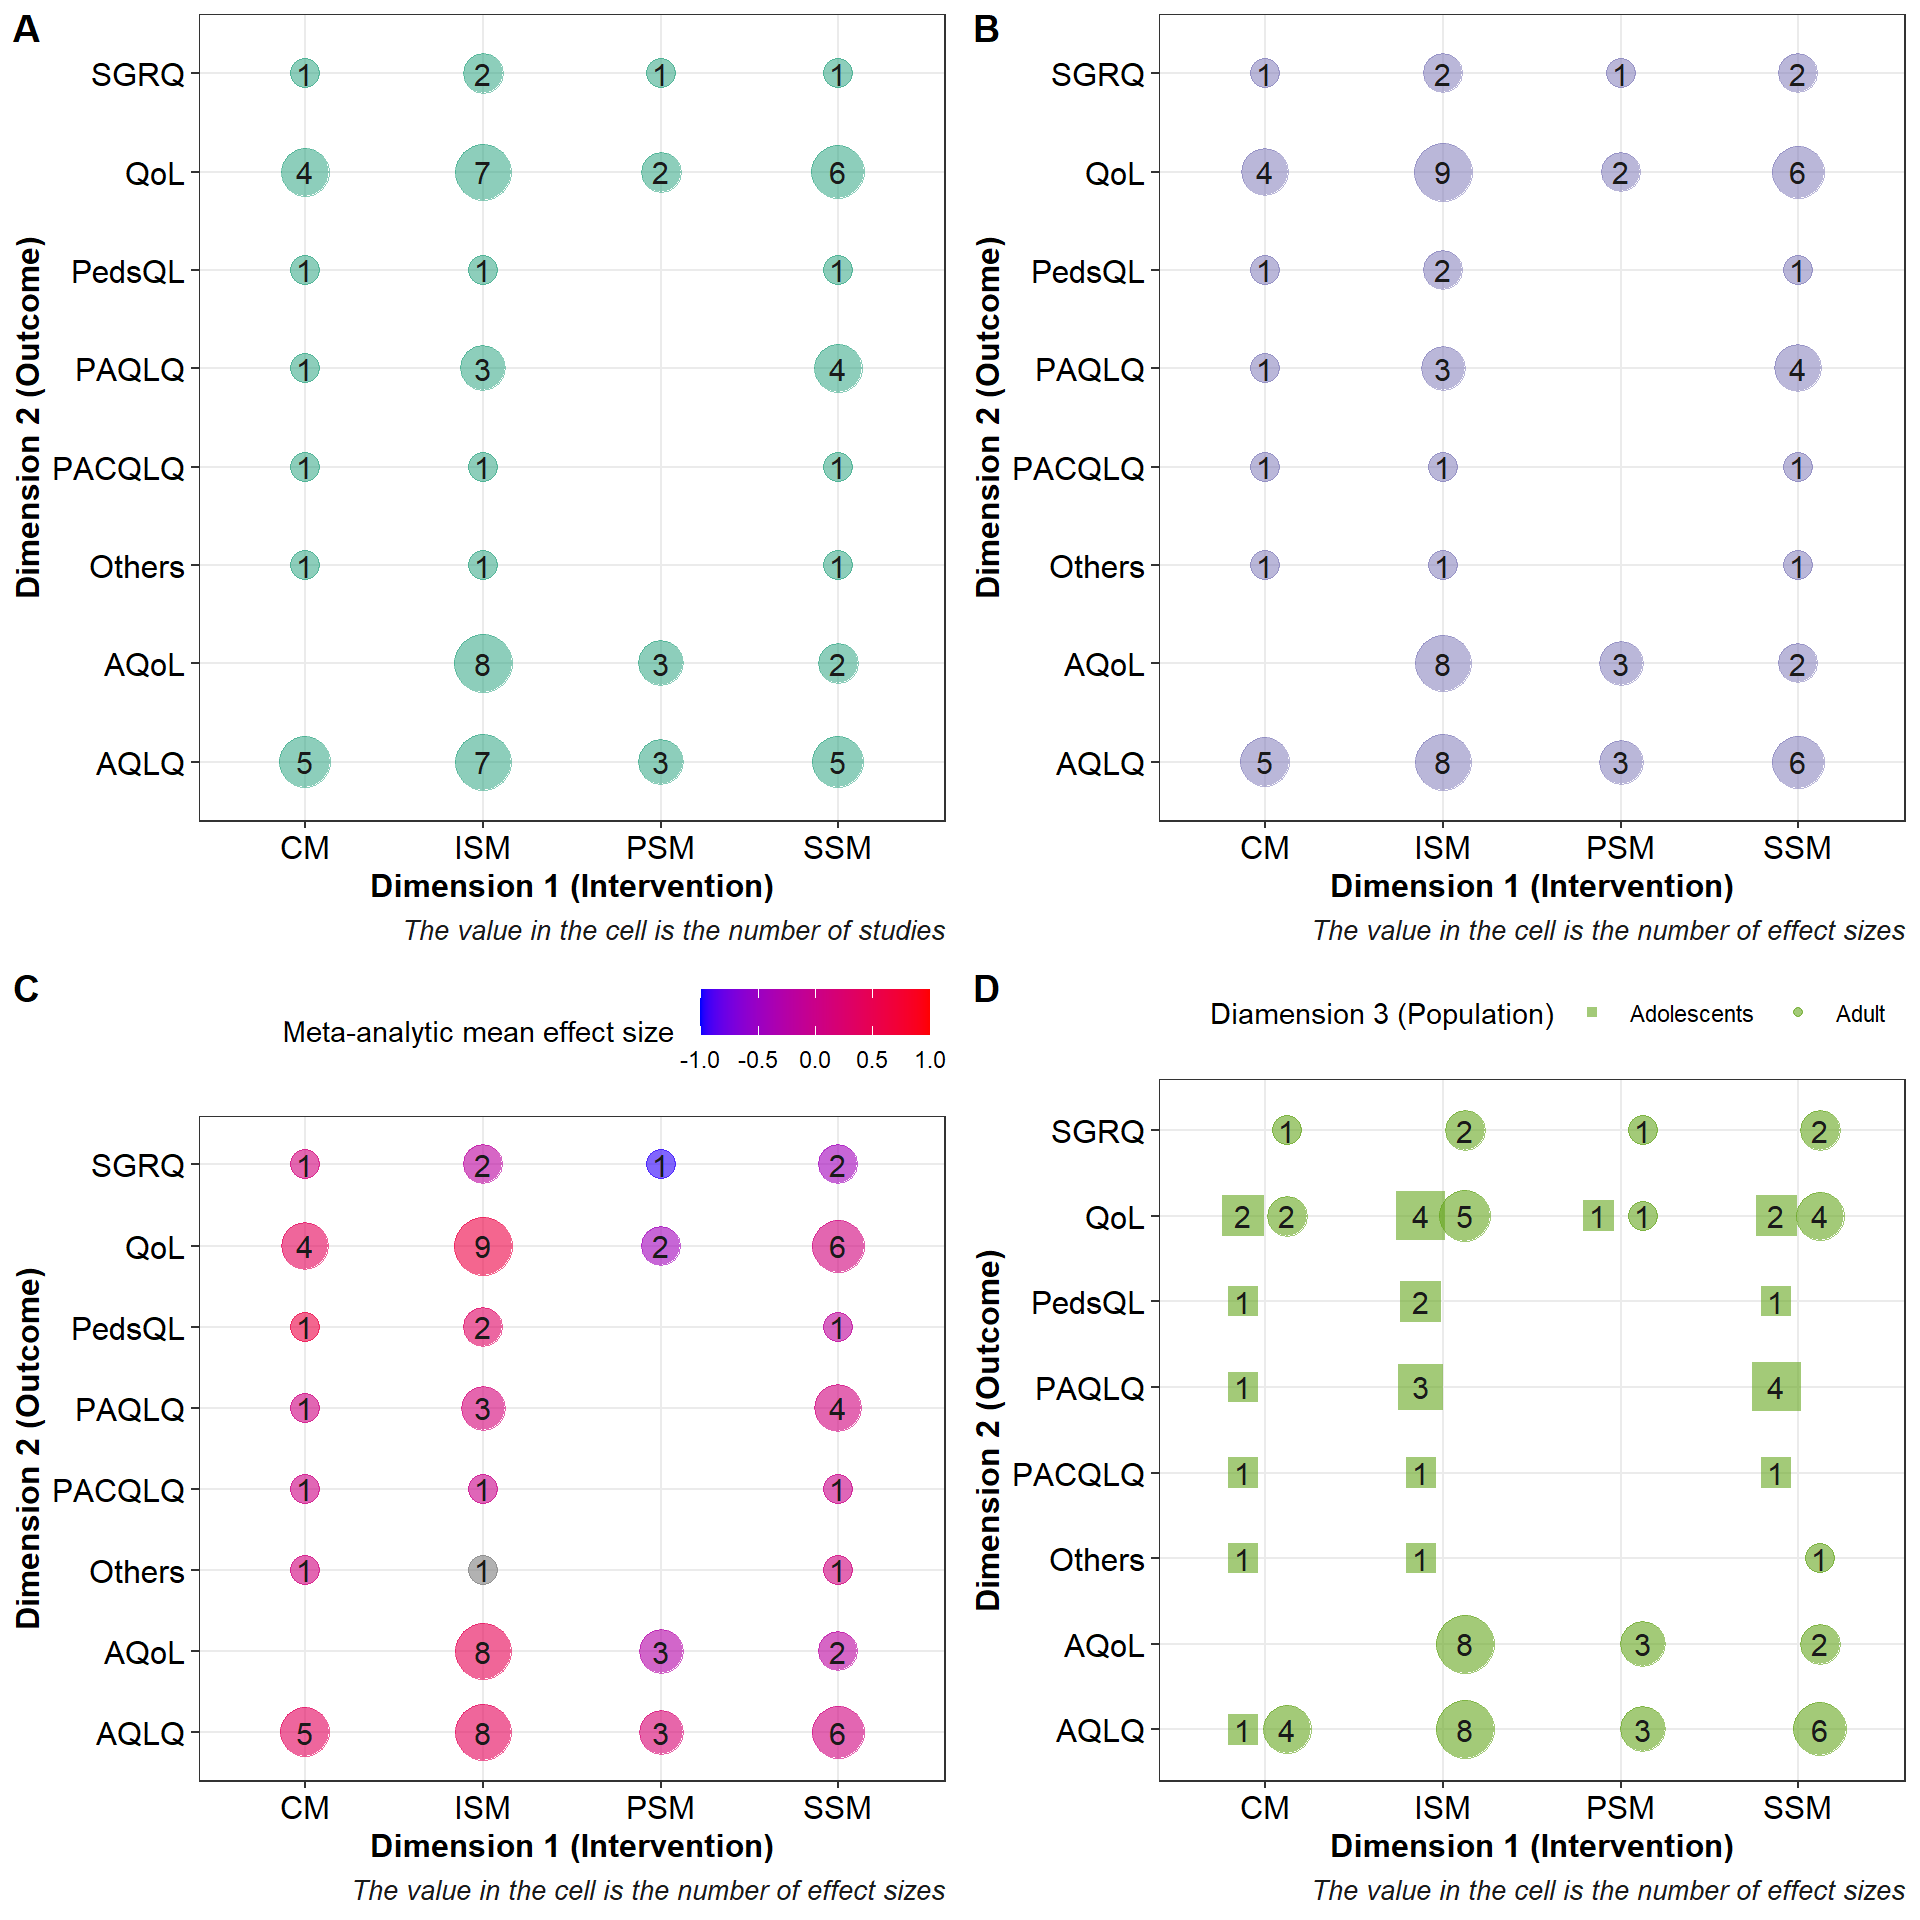 A
SGRQ 1 2 1 1
QoL 4 7 2 6
PedsQL 1 1 1
PAQLQ 1 3 4
PACQLQ 1 1 1
Others 1 1 1
AQoL 8 3 2
AQLQ 5 7 3 5
Dimension 2 (Outcome)
CM ISM PSM SSM
Dimension 1 (Intervention)
The value in the cell is the number of studies
B
SGRQ 1 2 1 2
QoL 4 9 2 6
PedsQL 1 2 1
PAQLQ 1 3 4
PACQLQ 1 1 1
Others 1 1 1
AQoL 8 3 2
AQLQ 5 8 3 6
Dimension 2 (Outcome)
CM ISM PSM SSM
Dimension 1 (Intervention)
The value in the cell is the number of effect sizes
C
Meta-analytic mean effect size
-1.0 -0.5 0.0 0.5 1.0
SGRQ 1 2 1 2
QoL 4 9 2 6
PedsQL 1 2 1
PAQLQ 1 3 4
PACQLQ 1 1 1
Others 1 1 1
AQoL 8 3 2
AQLQ 5 8 3 6
Dimension 2 (Outcome)
CM ISM PSM SSM
Dimension 1 (Intervention)
The value in the cell is the number of effect sizes
D
Diamension 3 (Population) Adolescents Adult
SGRQ 1 2 1 2
QoL 2 2 4 5 1 1 2 4
PedsQL 1 2 1
PAQLQ 1 3 4
PACQLQ 1 1 1
Others 1 1 1
AQoL 8 3 2
AQLQ 1 4 8 3 6
Dimension 2 (Outcome)
CM ISM PSM SSM
Dimension 1 (Intervention)
The value in the cell is the number of effect sizes